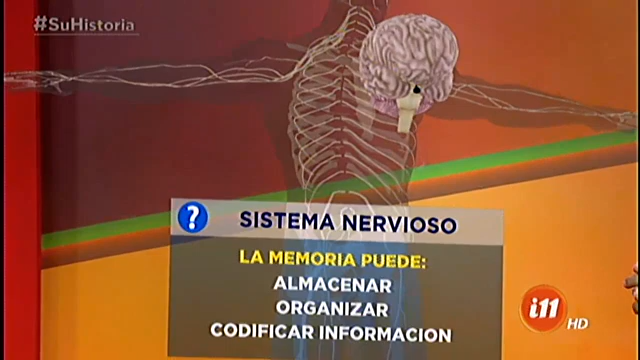 #SuHistoria
?
SISTEMA NERVIOSO
LA MEMORIA PUEDE:
ALMACENAR
ORGANIZAR
CODIFICAR INFORMACION
i11
HD